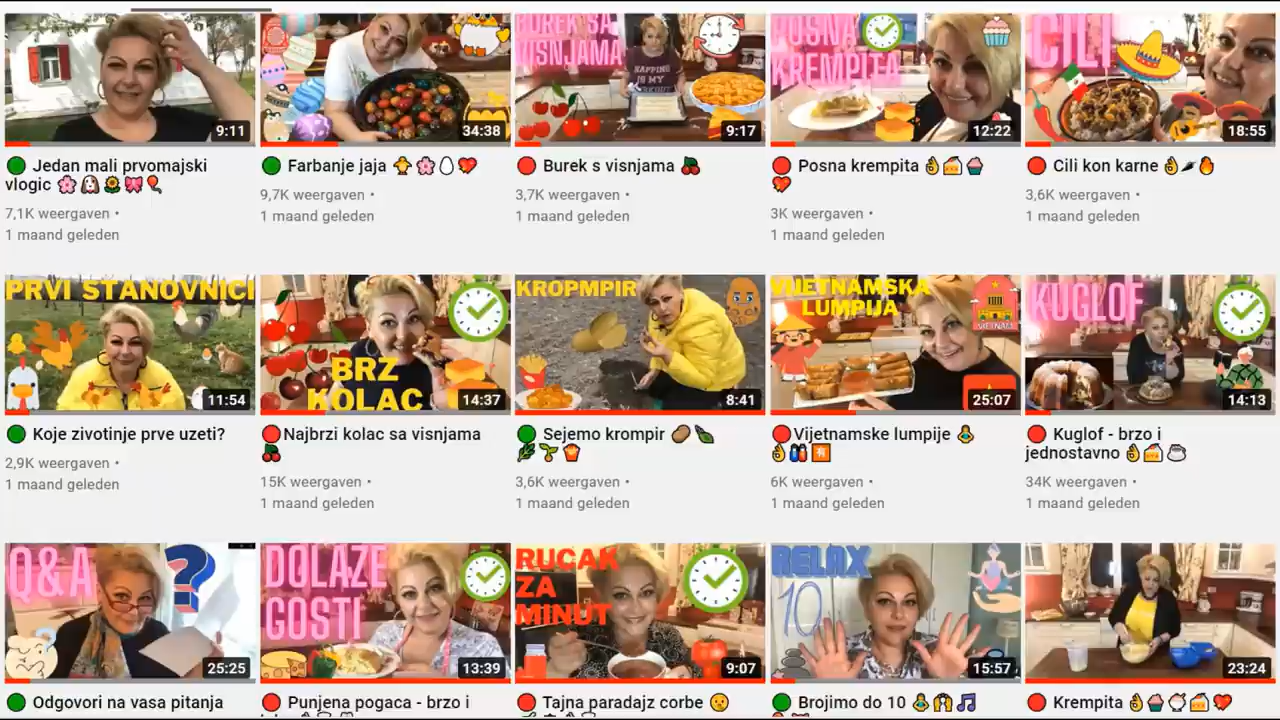 BUREK SA
VISNJAMA
POSNA
KREMPITA
CILI
9:11
34:38
9:17
12:22
18:55
Jedan mali prvomajski
vlogic
7,1K weergaven •
1 maand geleden
Farbanje jaja
9,7K weergaven •
1 maand geleden
Burek s visnjama
3,7K weergaven •
1 maand geleden
Posna krempita
3K weergaven •
1 maand geleden
Cili kon karne
3,6K weergaven •
1 maand geleden
PRVI STANOVNICI
11:54
BRZ
KOLAC
14:37
KROPMPIR
8:41
VIJETNAMSKA
LUMPIJA
VIETNAM
25:07
KUGLOF
14:13
Koje zivotinje prve uzeti?
2,9K weergaven •
1 maand geleden
Najbrzi kolac sa visnjama
15K weergaven •
1 maand geleden
Sejemo krompir
3,6K weergaven •
1 maand geleden
Vijetnamske lumpije
6K weergaven •
1 maand geleden
Kuglof - brzo i
jednostavno
34K weergaven •
1 maand geleden
Q&A
25:25
DOLAZE
GOSTI
13:39
RUCAK
ZA
MINUT
9:07
RELAX
10
15:57
23:24
Odgovori na vasa pitanja
Punjena pogaca - brzo i
Tajna paradajz corbe
Brojimo do 10
Krempita